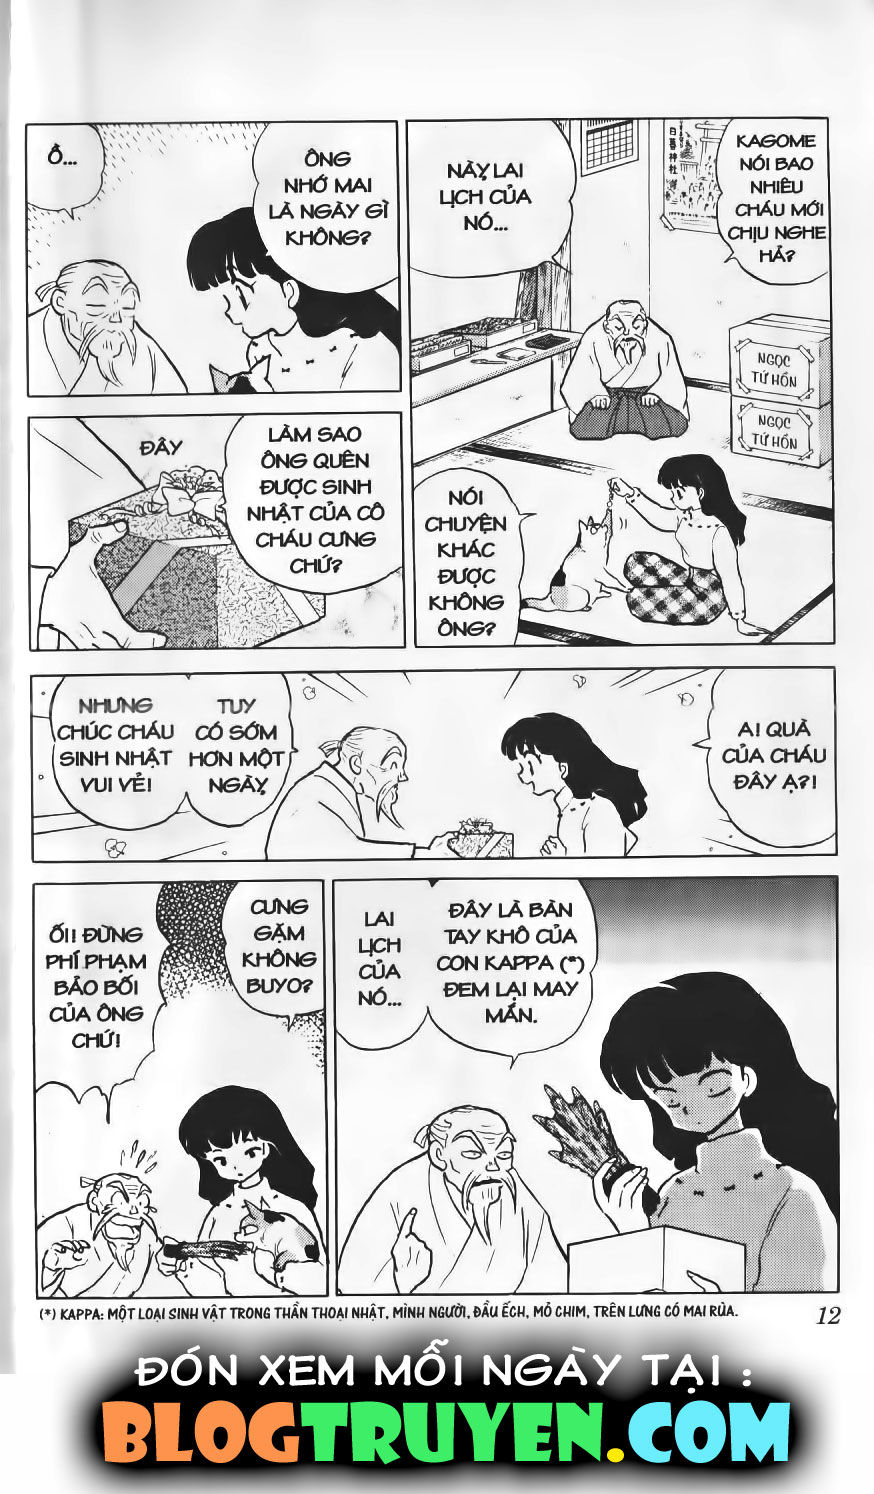 KAGOME
NÓI BAO
NHIÊU
CHÁU MỚI
CHỊU NGHE
HẢ?
日暮神社
NÀY, LAI
LỊCH CỦA
NÓ...
NGỌC
TỨ HỒN
NGỌC
TỨ HỒN
NÓI
CHUYỆN
KHÁC
ĐƯỢC
KHÔNG
ÔNG?
ÔNG
NHỚ MAI
LÀ NGÀY GÌ
KHÔNG?
Ồ...
LÀM SAO
ÔNG QUÊN
ĐƯỢC SINH
NHẬT CỦA CÔ
CHÁU CƯNG
CHỨ?
ĐÂY
A! QUÀ
CỦA CHÁU
ĐÂY Ạ?!
TUY
CÓ SỚM
HƠN MỘT
NGÀY,
NHƯNG
CHÚC CHÁU
SINH NHẬT
VUI VẺ!
ĐÂY LÀ BÀN
TAY KHÔ CỦA
CON KAPPA (*)
ĐEM LẠI MAY
MẮN.
LAI
LỊCH
CỦA
NÓ...
CƯNG
GẶM
KHÔNG
BUYO?
ỐI! ĐỪNG
PHÍ PHẠM
BẢO BỐI
CỦA ÔNG
CHỨ!
(*) KAPPA: MỘT LOẠI SINH VẬT TRONG THẦN THOẠI NHẬT, MÌNH NGƯỜI, ĐẦU ẾCH, MỎ CHIM, TRÊN LƯNG CÓ MAI RÙA.
12
ĐÓN XEM MỖI NGÀY TẠI :
BLOGTRUYEN.COM